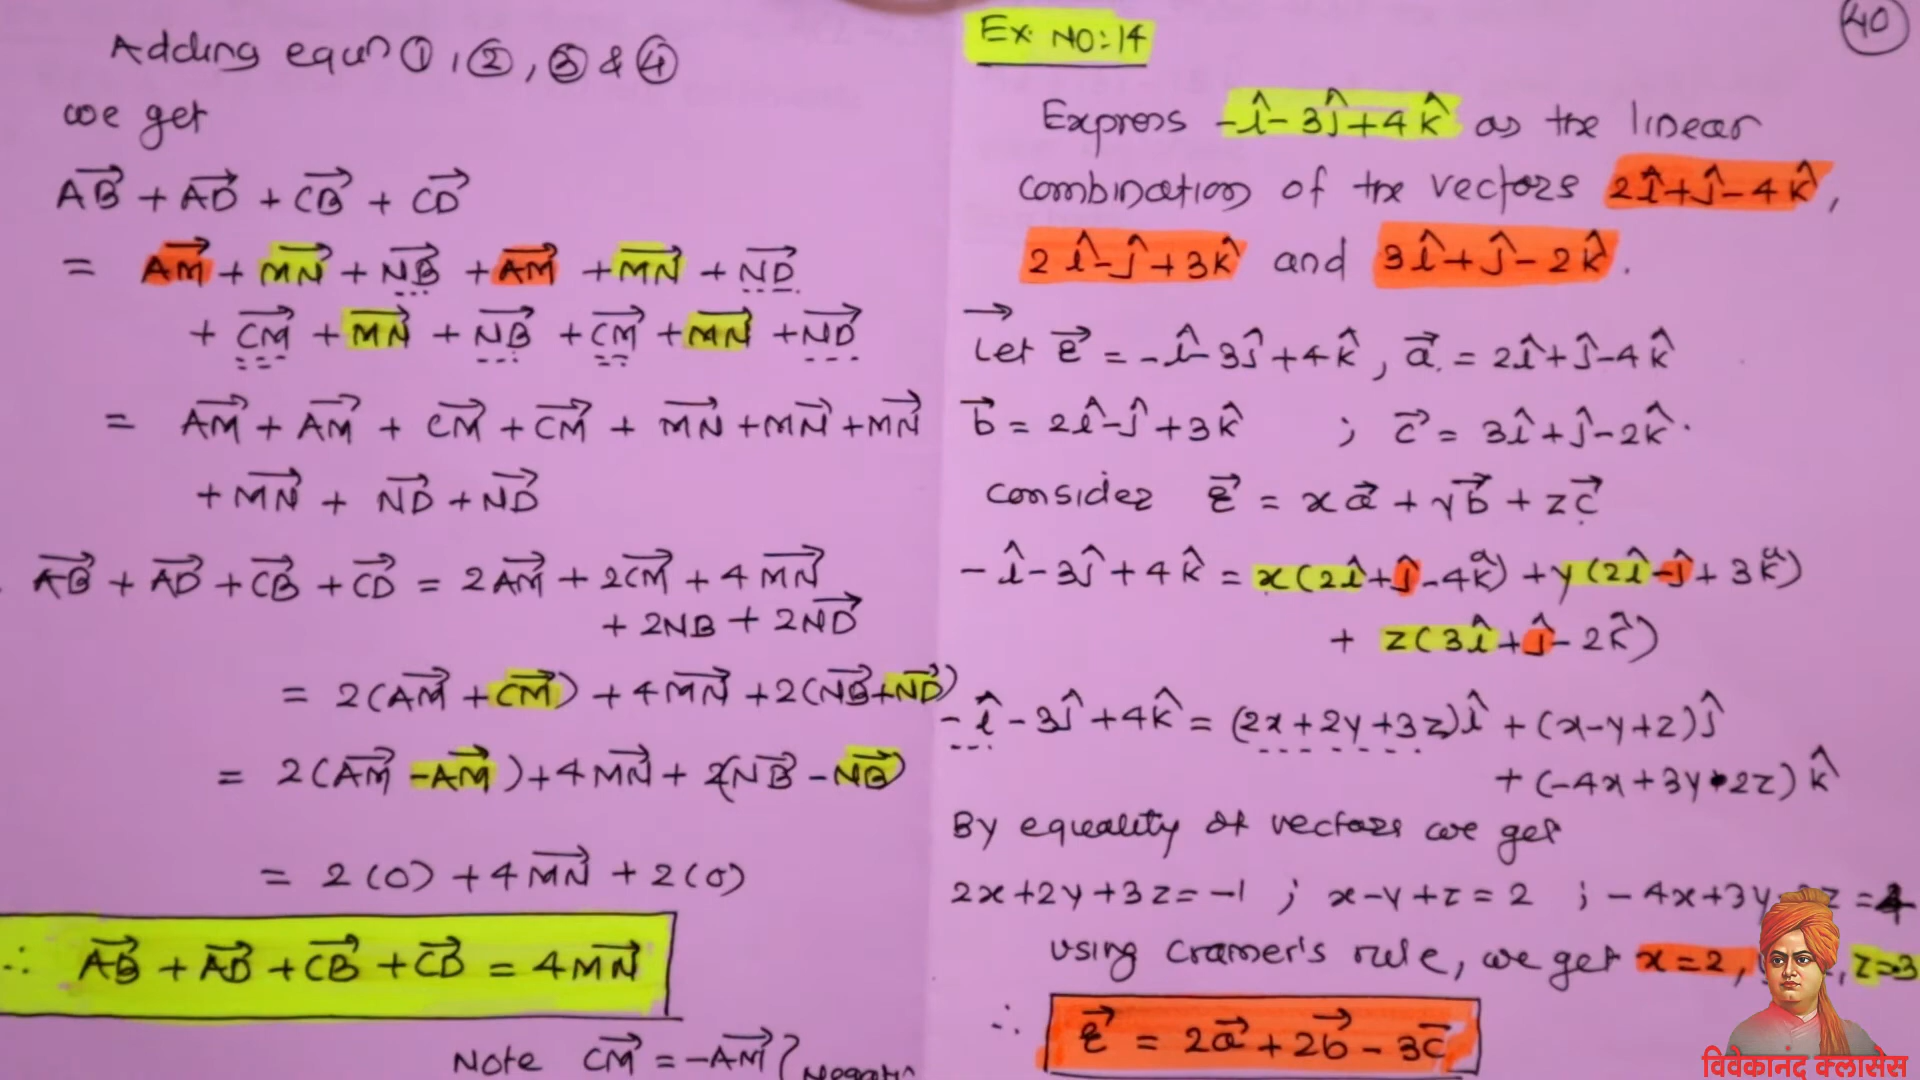 Adding equn ①, ②, ③ & ④
we get
AB⃗ + AD⃗ + CB⃗ + CD⃗
= AM⃗ + MN⃗ + NB⃗ + AM⃗ + MN⃗ + ND⃗
+ CM⃗ + MN⃗ + NB⃗ + CM⃗ + MN⃗ + ND⃗
= AM⃗ + AM⃗ + CM⃗ + CM⃗ + MN⃗ + MN⃗ + MN⃗
+ MN⃗ + ND⃗ + ND⃗
AB⃗ + AD⃗ + CB⃗ + CD⃗ = 2AM⃗ + 2CM⃗ + 4MN⃗
+ 2NB + 2ND⃗
= 2(AM⃗ + CM⃗) + 4MN⃗ + 2(NB⃗ + ND⃗)
= 2(AM⃗ - AM⃗) + 4MN⃗ + 2(NB⃗ - NB⃗)
= 2(0) + 4MN⃗ + 2(0)
∴ AB⃗ + AD⃗ + CB⃗ + CD⃗ = 4MN⃗
Note CM⃗ = -AM⃗
40
Ex. NO:14
Express -î - 3ĵ + 4k̂ as the linear
combination of the vectors 2î + ĵ - 4k̂,
2î - ĵ + 3k̂ and 3î + ĵ - 2k̂.
→
Let r⃗ = -î - 3ĵ + 4k̂, a⃗ = 2î + ĵ - 4k̂
b⃗ = 2î - ĵ + 3k̂ ; c⃗ = 3î + ĵ - 2k̂.
consider r⃗ = xa⃗ + yb⃗ + zc⃗
-î - 3ĵ + 4k̂ = x(2î + ĵ - 4k̂) + y(2î - ĵ + 3k̂)
+ z(3î + ĵ - 2k̂)
-î - 3ĵ + 4k̂ = (2x + 2y + 3z)î + (x - y + z)ĵ
+ (-4x + 3y - 2z)k̂
By equality of vectors we get
2x + 2y + 3z = -1 ; x - y + z = 2 ; -4x + 3y - 2z = 4
using cramer's rule, we get x = 2, , z = -3
∴ r⃗ = 2a⃗ + 2b⃗ - 3c⃗
विवेकानंद क्लासेस